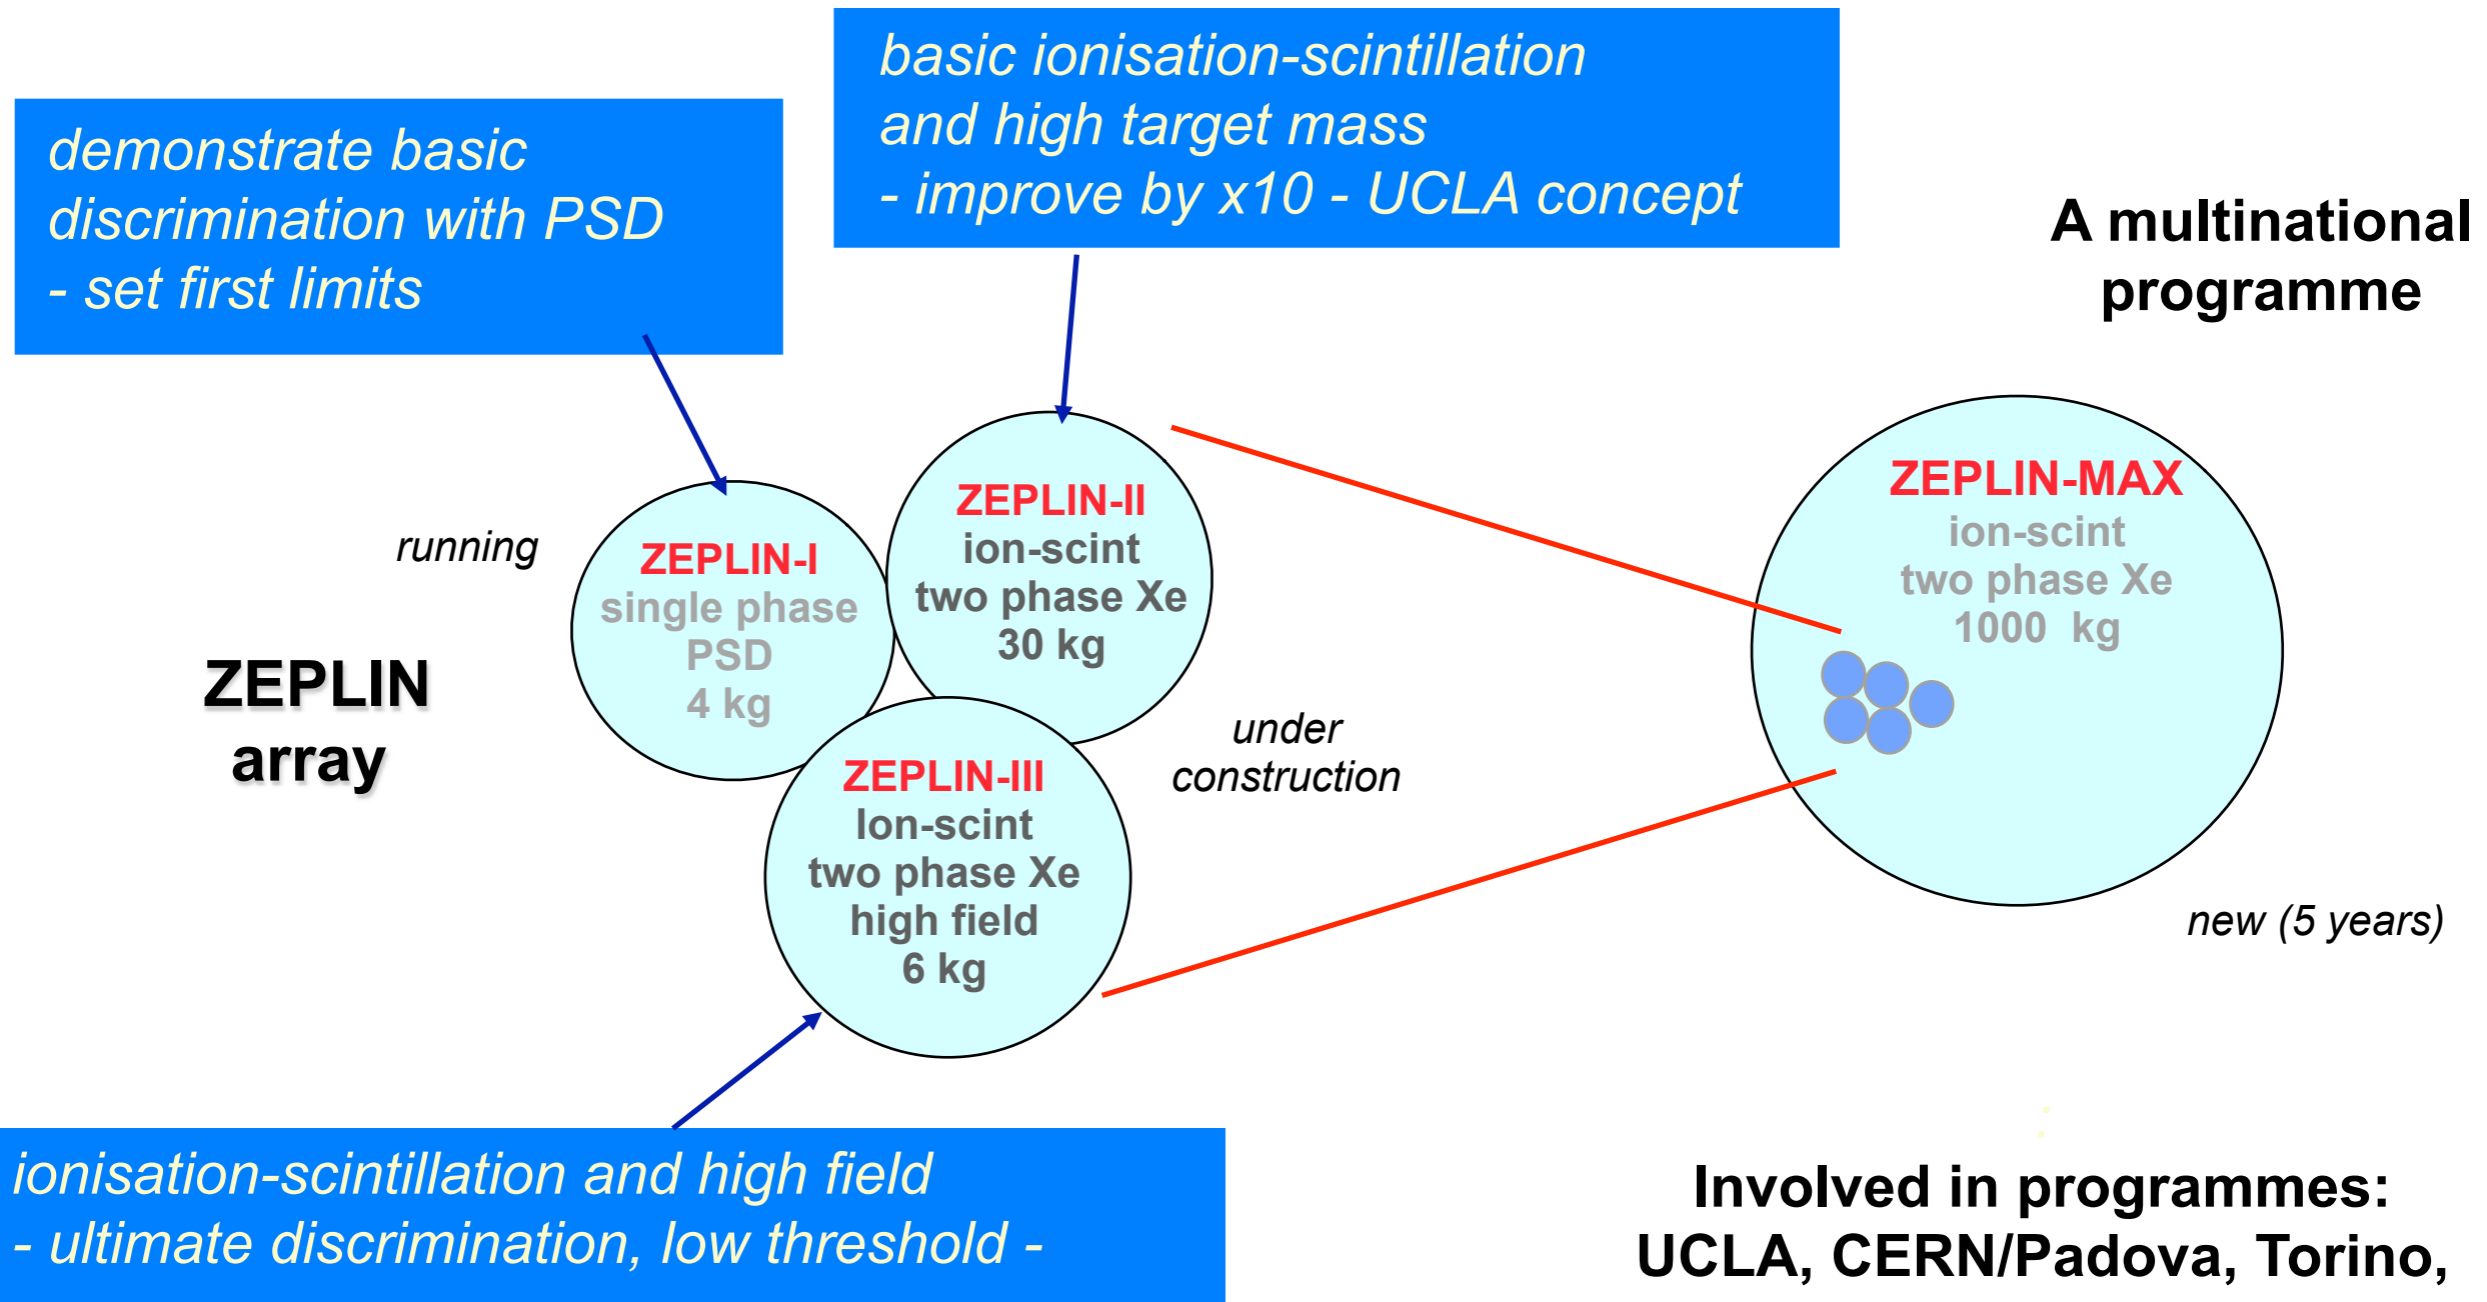 basic ionisation-scintillation
and high target mass
- improve by x10 - UCLA concept
demonstrate basic
discrimination with PSD
- set first limits
A multinational
programme
running
ZEPLIN-I
single phase
PSD
4 kg
ZEPLIN-II
ion-scint
two phase Xe
30 kg
ZEPLIN-MAX
ion-scint
two phase Xe
1000 kg
ZEPLIN
array
under
construction
ZEPLIN-III
Ion-scint
two phase Xe
high field
6 kg
new (5 years)
ionisation-scintillation and high field
- ultimate discrimination, low threshold -
:
Involved in programmes:
UCLA, CERN/Padova, Torino,